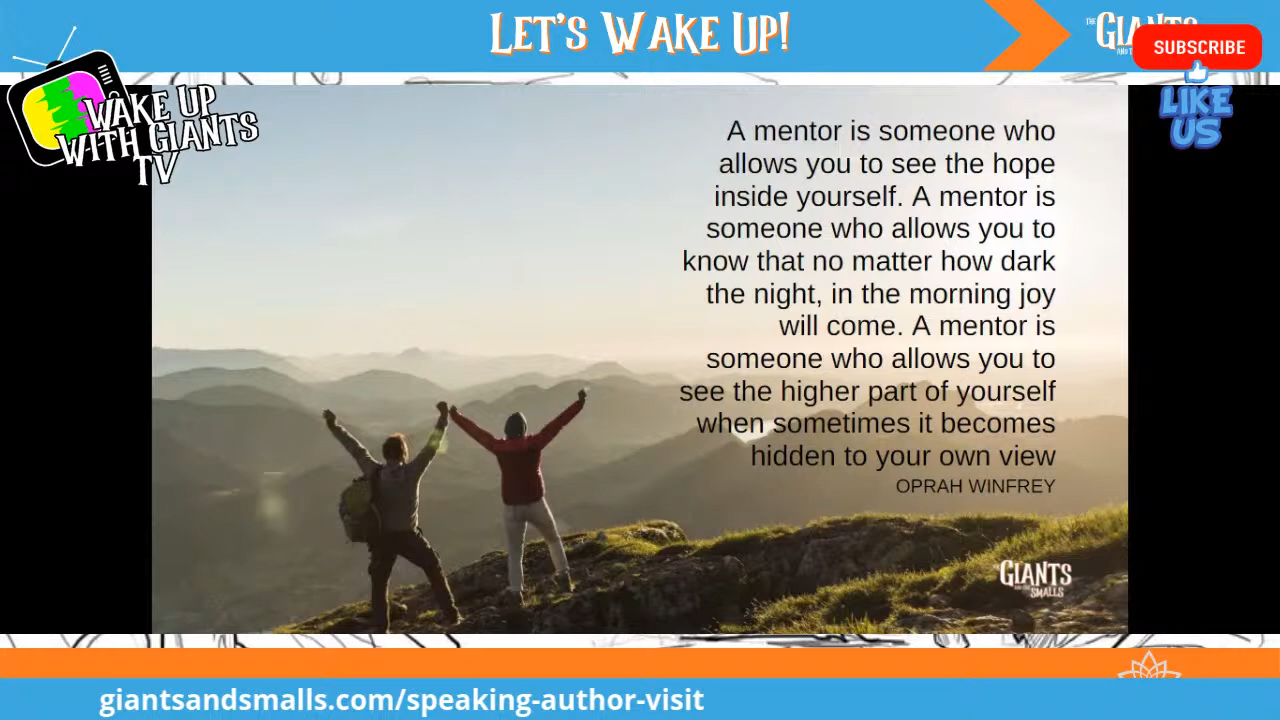 LET'S WAKE UP!
THE GIANTS
SUBSCRIBE
LIKE
US
WAKE UP
WITH GIANTS
TV
A mentor is someone who
allows you to see the hope
inside yourself. A mentor is
someone who allows you to
know that no matter how dark
the night, in the morning joy
will come. A mentor is
someone who allows you to
see the higher part of yourself
when sometimes it becomes
hidden to your own view
OPRAH WINFREY
GIANTS
SMALLS
giantsandsmalls.com/speaking-author-visit